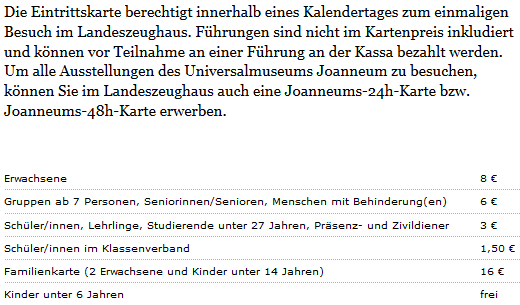 Die Eintrittskarte berechtigt innerhalb eines Kalendertages zum einmaligen
Besuch im Landeszeughaus. Führungen sind nicht im Kartenpreis inkludiert
und können vor Teilnahme an einer Führung an der Kassa bezahlt werden.
Um alle Ausstellungen des Universalmuseums Joanneum zu besuchen,
können Sie im Landeszeughaus auch eine Joanneums-24h-Karte bzw.
Joanneums-48h-Karte erwerben.
Erwachsene 8 €
Gruppen ab 7 Personen, Seniorinnen/Senioren, Menschen mit Behinderung(en) 6 €
Schüler/innen, Lehrlinge, Studierende unter 27 Jahren, Präsenz- und Zivildiener 3 €
Schüler/innen im Klassenverband 1,50 €
Familienkarte (2 Erwachsene und Kinder unter 14 Jahren) 16 €
Kinder unter 6 Jahren frei